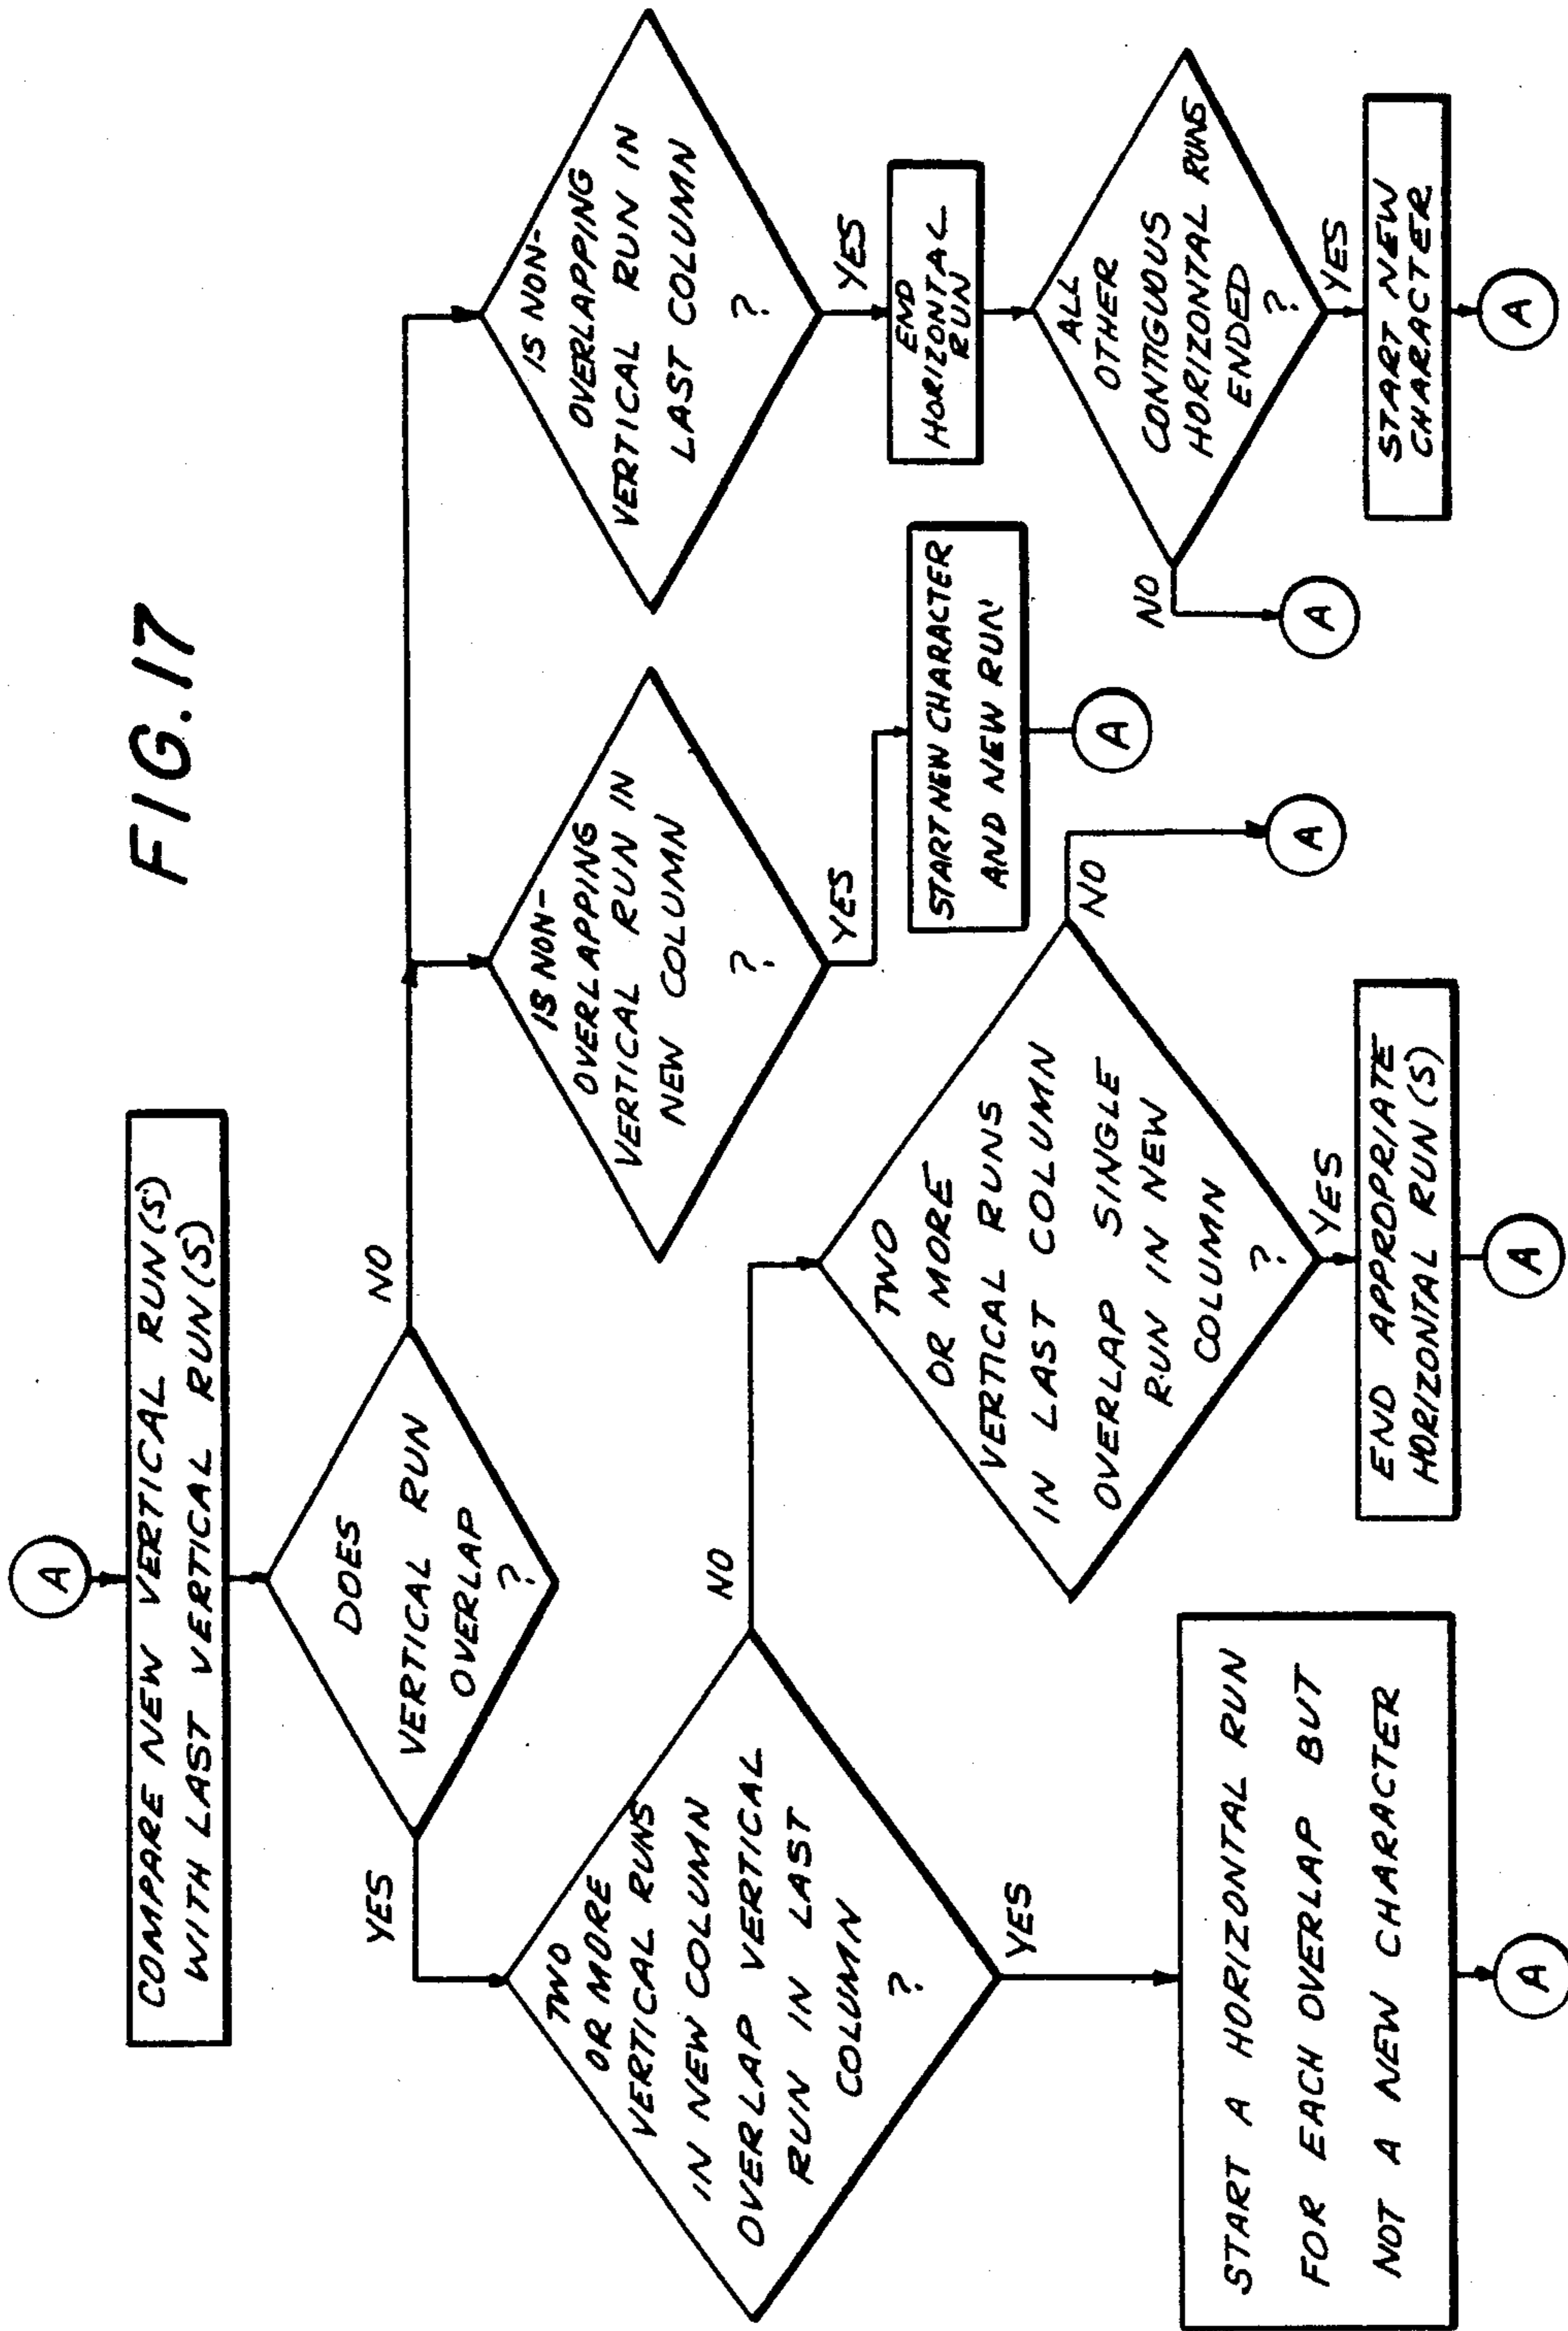 FIG.17
A
COMPARE NEW VERTICAL RUN(S)
WITH LAST VERTICAL RUN(S)
DOES
VERTICAL RUN
OVERLAP
?
YES
NO
TWO
OR MORE
VERTICAL RUNS
IN NEW COLUMN
OVERLAP VERTICAL
RUN IN LAST
COLUMN
?
YES
NO
START A HORIZONTAL RUN
FOR EACH OVERLAP BUT
NOT A NEW CHARACTER
A
TWO
OR MORE
VERTICAL RUNS
IN LAST COLUMN
OVERLAP SINGLE
RUN IN NEW
COLUMN
?
YES
NO
END APPROPRIATE
HORIZONTAL RUN(S)
A
A
IS NON-
OVERLAPPING
VERTICAL RUN IN
NEW COLUMN
?
YES
START NEW CHARACTER
AND NEW RUN
A
IS NON-
OVERLAPPING
VERTICAL RUN IN
LAST COLUMN
?
YES
END
HORIZONTAL
RUN
ALL
OTHER
CONTIGUOUS
HORIZONTAL RUNS
ENDED
?
NO
YES
A
START NEW
CHARACTER
A